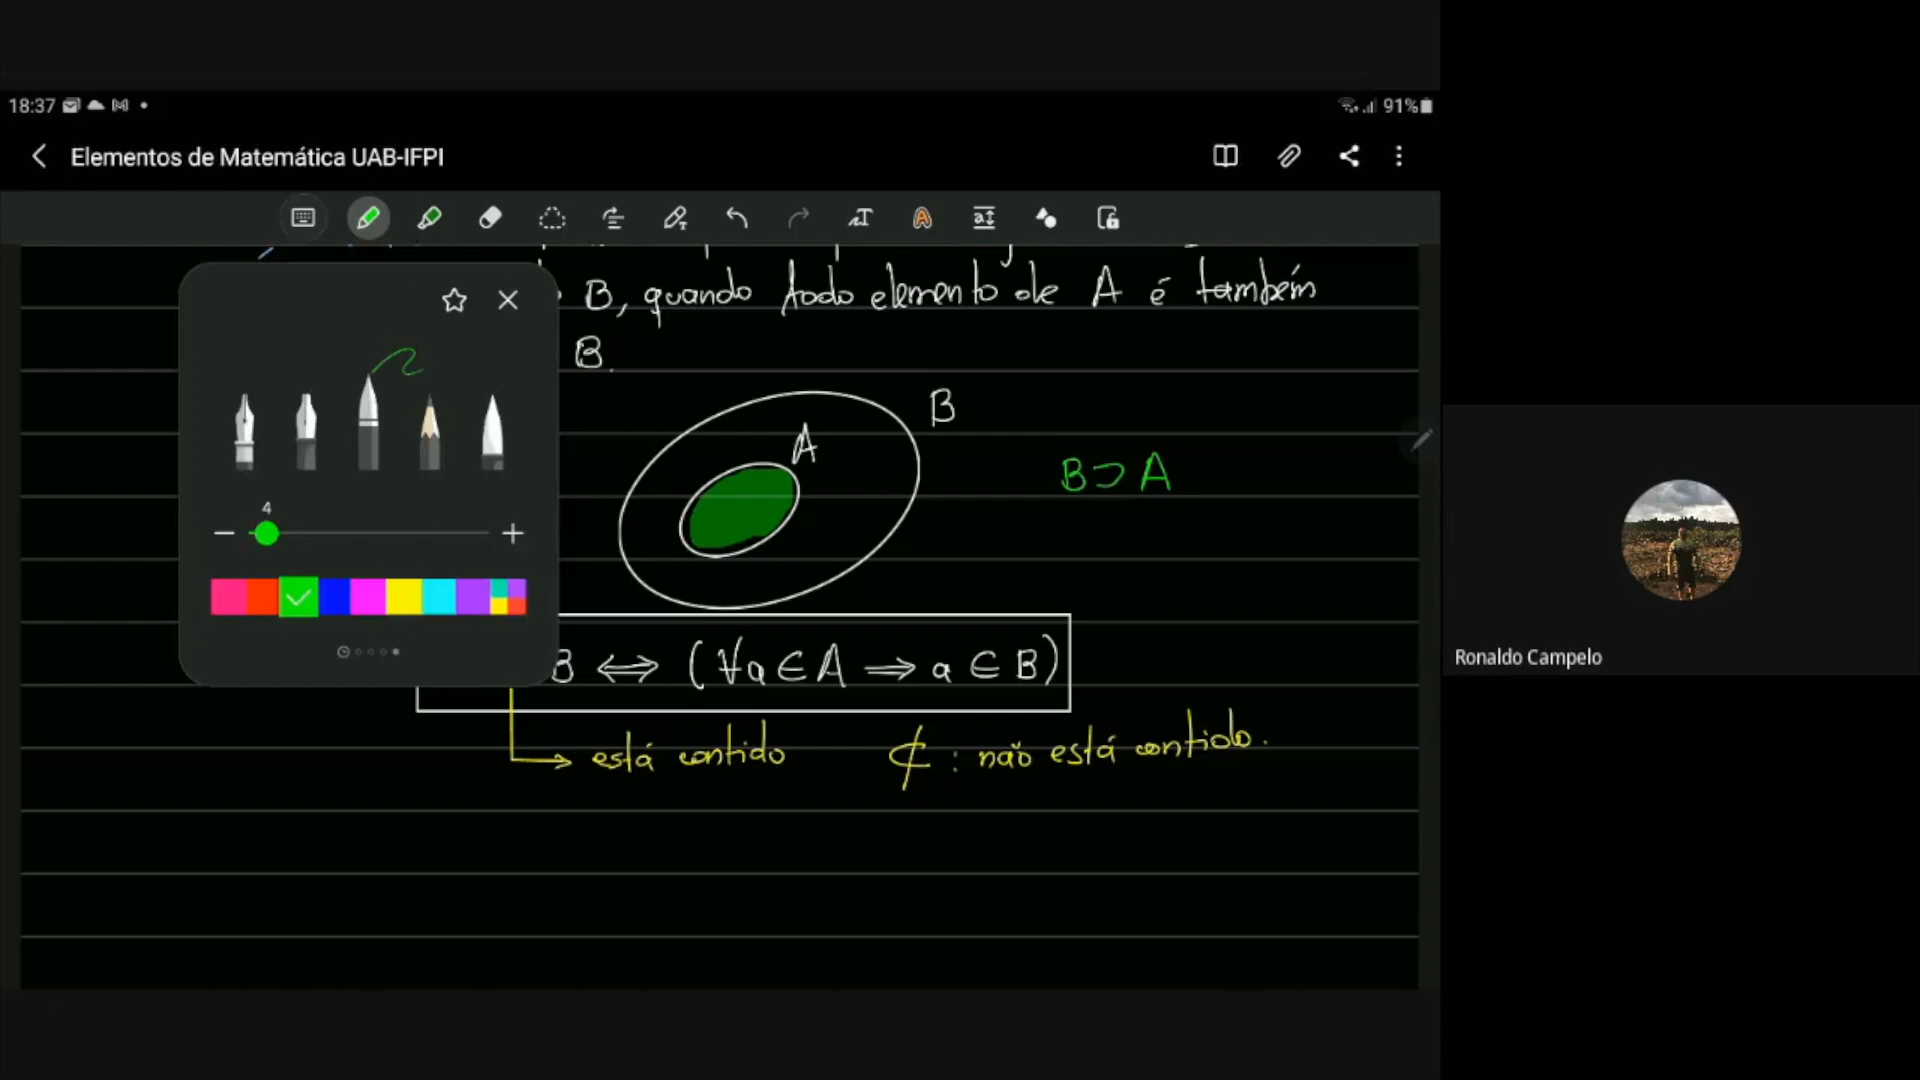 18:37
91%
Elementos de Matemática UAB-IFPI
B, quando todo elemento de A é também
B.
B
A
B ⊃ A
4
B ⟺ (∀a ∈ A ⟹ a ∈ B)
está contido ⊄ : não está contido.
Ronaldo Campelo